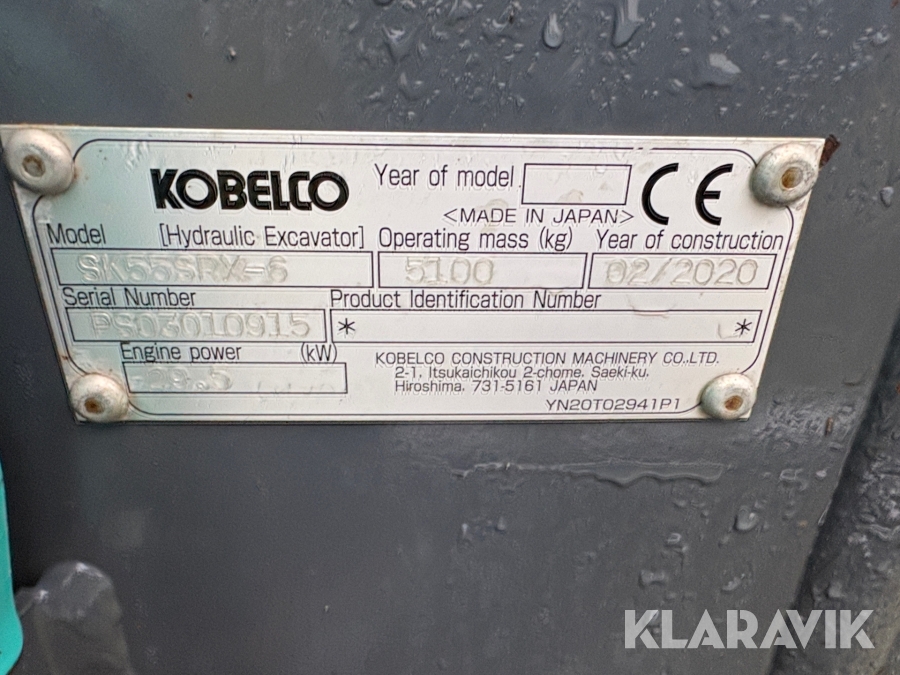 KOBELCO
Year of model
<MADE IN JAPAN>
CE
Model [Hydraulic Excavator]
Operating mass (kg)
Year of construction
SK55SRX-6
5100
02/2020
Serial Number
Product Identification Number
PS03010915
* *
Engine power (kW)
28.5
KOBELCO CONSTRUCTION MACHINERY CO.,LTD.
2-1, Itsukaichikou 2-chome. Saeki-ku.
Hiroshima. 731-5161 JAPAN
YN20T02941P1
KLARAVIK